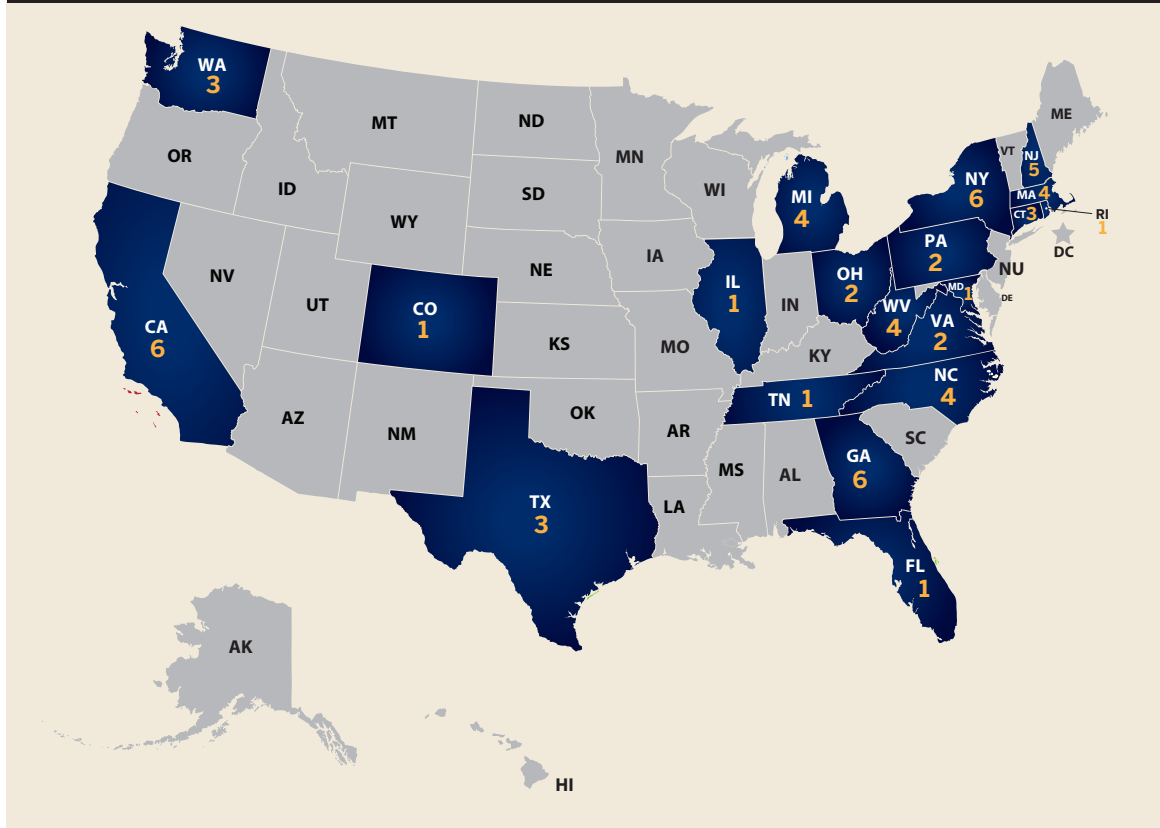 WA
3
ME
MT
ND
VT
NJ
5
OR
MN
ID
SD
WI
NY
6
MA 4
MI
4
CT 3
RI
1
WY
PA
2
DC
IA
NE
NV
OH
2
NU
IL
1
MD 1
DE
UT
IN
WV
4
CO
1
VA
2
CA
6
KS
MO
KY
NC
4
TN 1
AZ
OK
NM
AR
SC
GA
6
MS
AL
TX
3
LA
FL
1
AK
HI